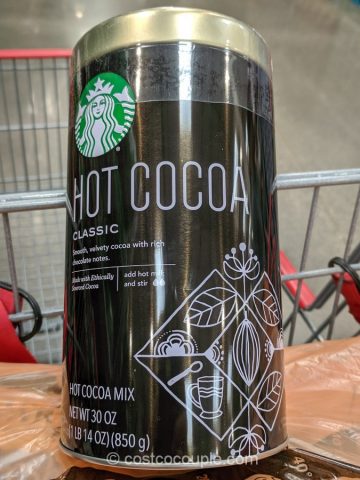 HOT COCOA
CLASSIC
Smooth, velvety cocoa with rich
chocolate notes.
Made with Ethically
Sourced Cocoa
add hot milk
and stir
HOT COCOA MIX
NET WT 30 OZ
(1 LB 14 OZ) (850 g)
© costcocouple.com